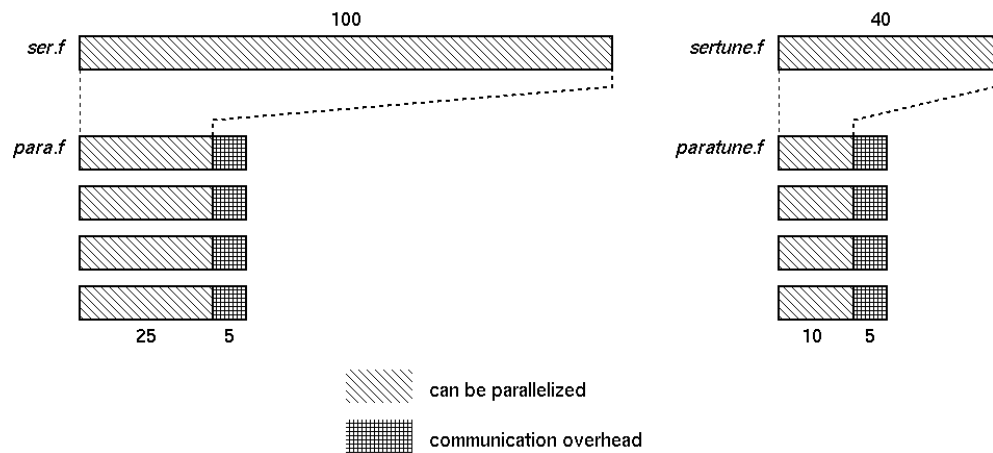 100
40
ser.f
sertune.f
para.f
paratune.f
25 5
10 5
can be parallelized
communication overhead